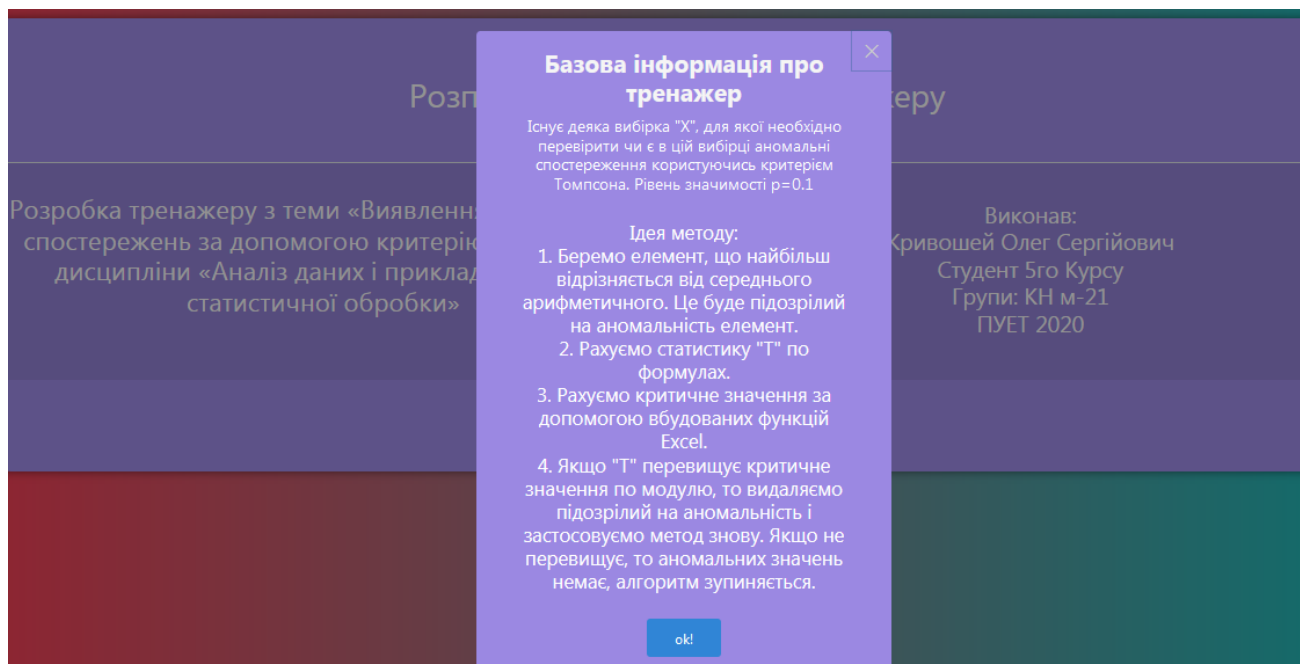 Базова інформація про
тренажер
Існує деяка вибірка "X", для якої необхідно
перевірити чи є в цій вибірці аномальні
спостереження користуючись критерієм
Томпсона. Рівень значимості p=0.1
Ідея методу:
1. Беремо елемент, що найбільш
відрізняється від середнього
арифметичного. Це буде підозрілий
на аномальність елемент.
2. Рахуємо статистику "T" по
формулах.
3. Рахуємо критичне значення за
допомогою вбудованих функцій
Excel.
4. Якщо "T" перевищує критичне
значення по модулю, то видаляємо
підозрілий на аномальність і
застосовуємо метод знову. Якщо не
перевищує, то аномальних значень
немає, алгоритм зупиняється.
ok!
Розробка тренажеру з теми
спостережень за допомогою
дисципліни «Аналіз даних і
статистичної обробки»
Виконав:
Кривошей Олег Сергійович
Студент 5го Курсу
Групи: КН м-21
ПУЕТ 2020